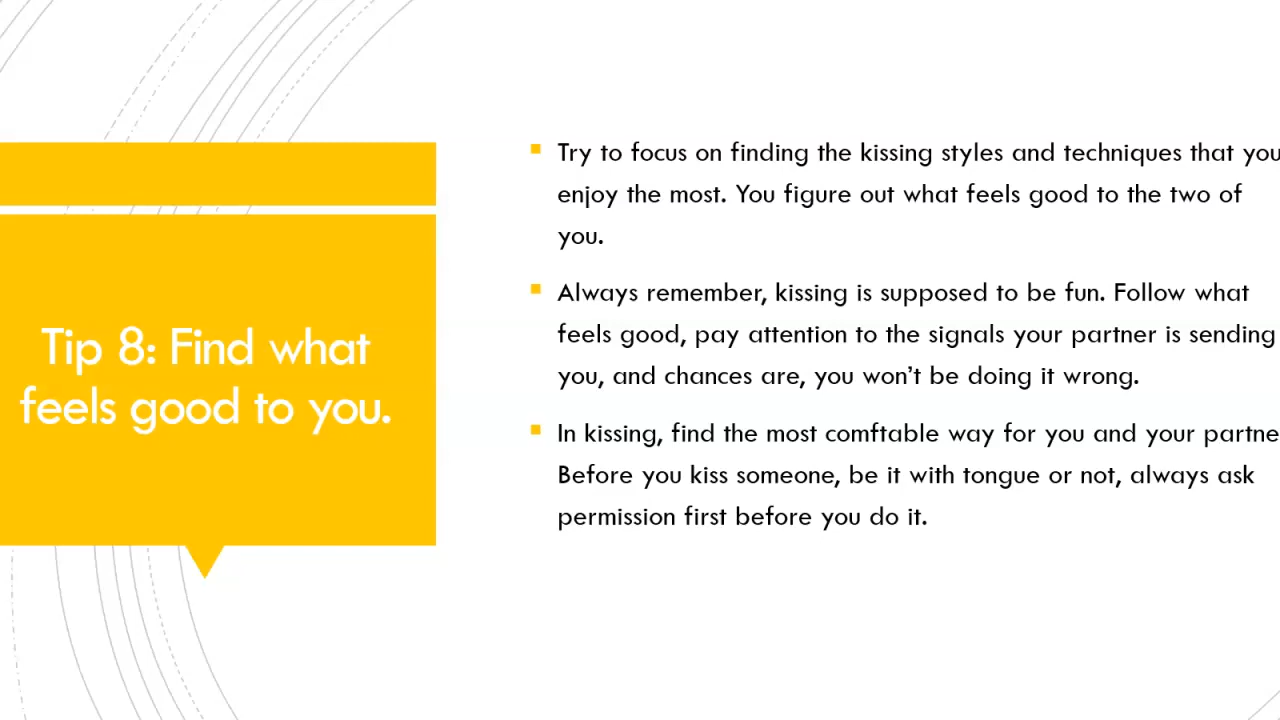 Tip 8: Find what
feels good to you.
Try to focus on finding the kissing styles and techniques that you
enjoy the most. You figure out what feels good to the two of
you.
Always remember, kissing is supposed to be fun. Follow what
feels good, pay attention to the signals your partner is sending
you, and chances are, you won't be doing it wrong.
In kissing, find the most comftable way for you and your partne
Before you kiss someone, be it with tongue or not, always ask
permission first before you do it.